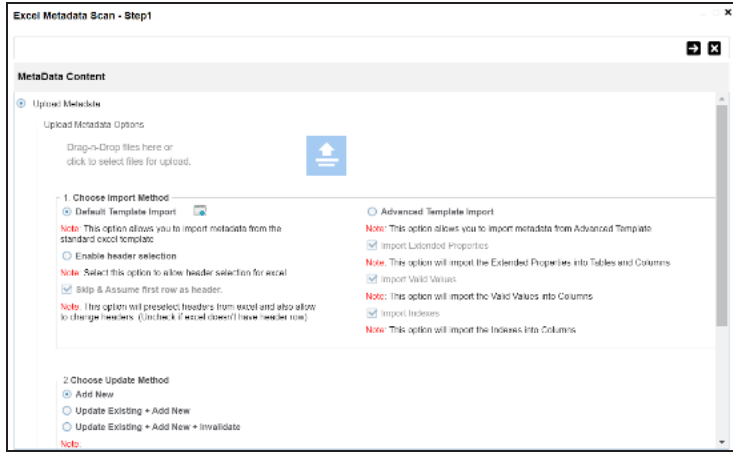 Excel Metadata Scan - Step1
MetaData Content
Upload Metadata
Upload Metadata Options
Drag-n-Drop files here or
click to select files for upload.
1. Choose Import Method
Default Template Import
Note: This option allows you to import metadata from the
standard excel template
Enable header selection
Note: Select this option to allow header selection for excel
Skip & Assume first row as header.
Note: This option will preselect headers from excel and also allow
to change headers. (Uncheck if excel doesn't have header row)
Advanced Template Import
Note: This option allows you to import metadata from Advanced Template
Import Extended Properties
Note: This option will import the Extended Properties into Tables and Columns
Import Valid Values
Note: This option will import the Valid Values into Columns
Import Indexes
Note: This option will import the Indexes into Columns
2.Choose Update Method
Add New
Update Existing + Add New
Update Existing + Add New + Invalidate
Note: